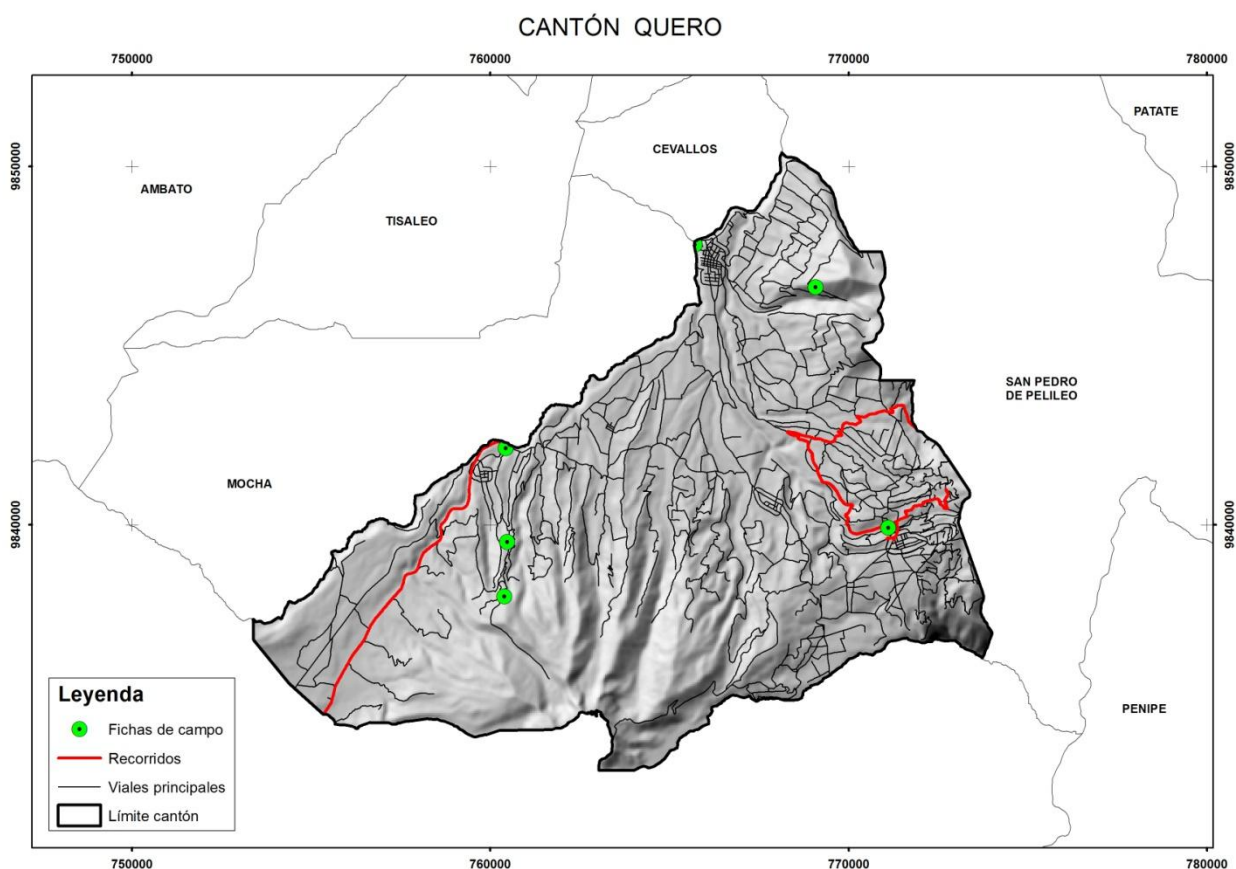 CANTÓN QUERO
750000
760000
770000
780000
PATATE
9850000
9850000
CEVALLOS
AMBATO
TISALEO
SAN PEDRO
DE PELILEO
MOCHA
9840000
9840000
PENIPE
Leyenda
Fichas de campo
Recorridos
Viales principales
Límite cantón
750000
760000
770000
780000